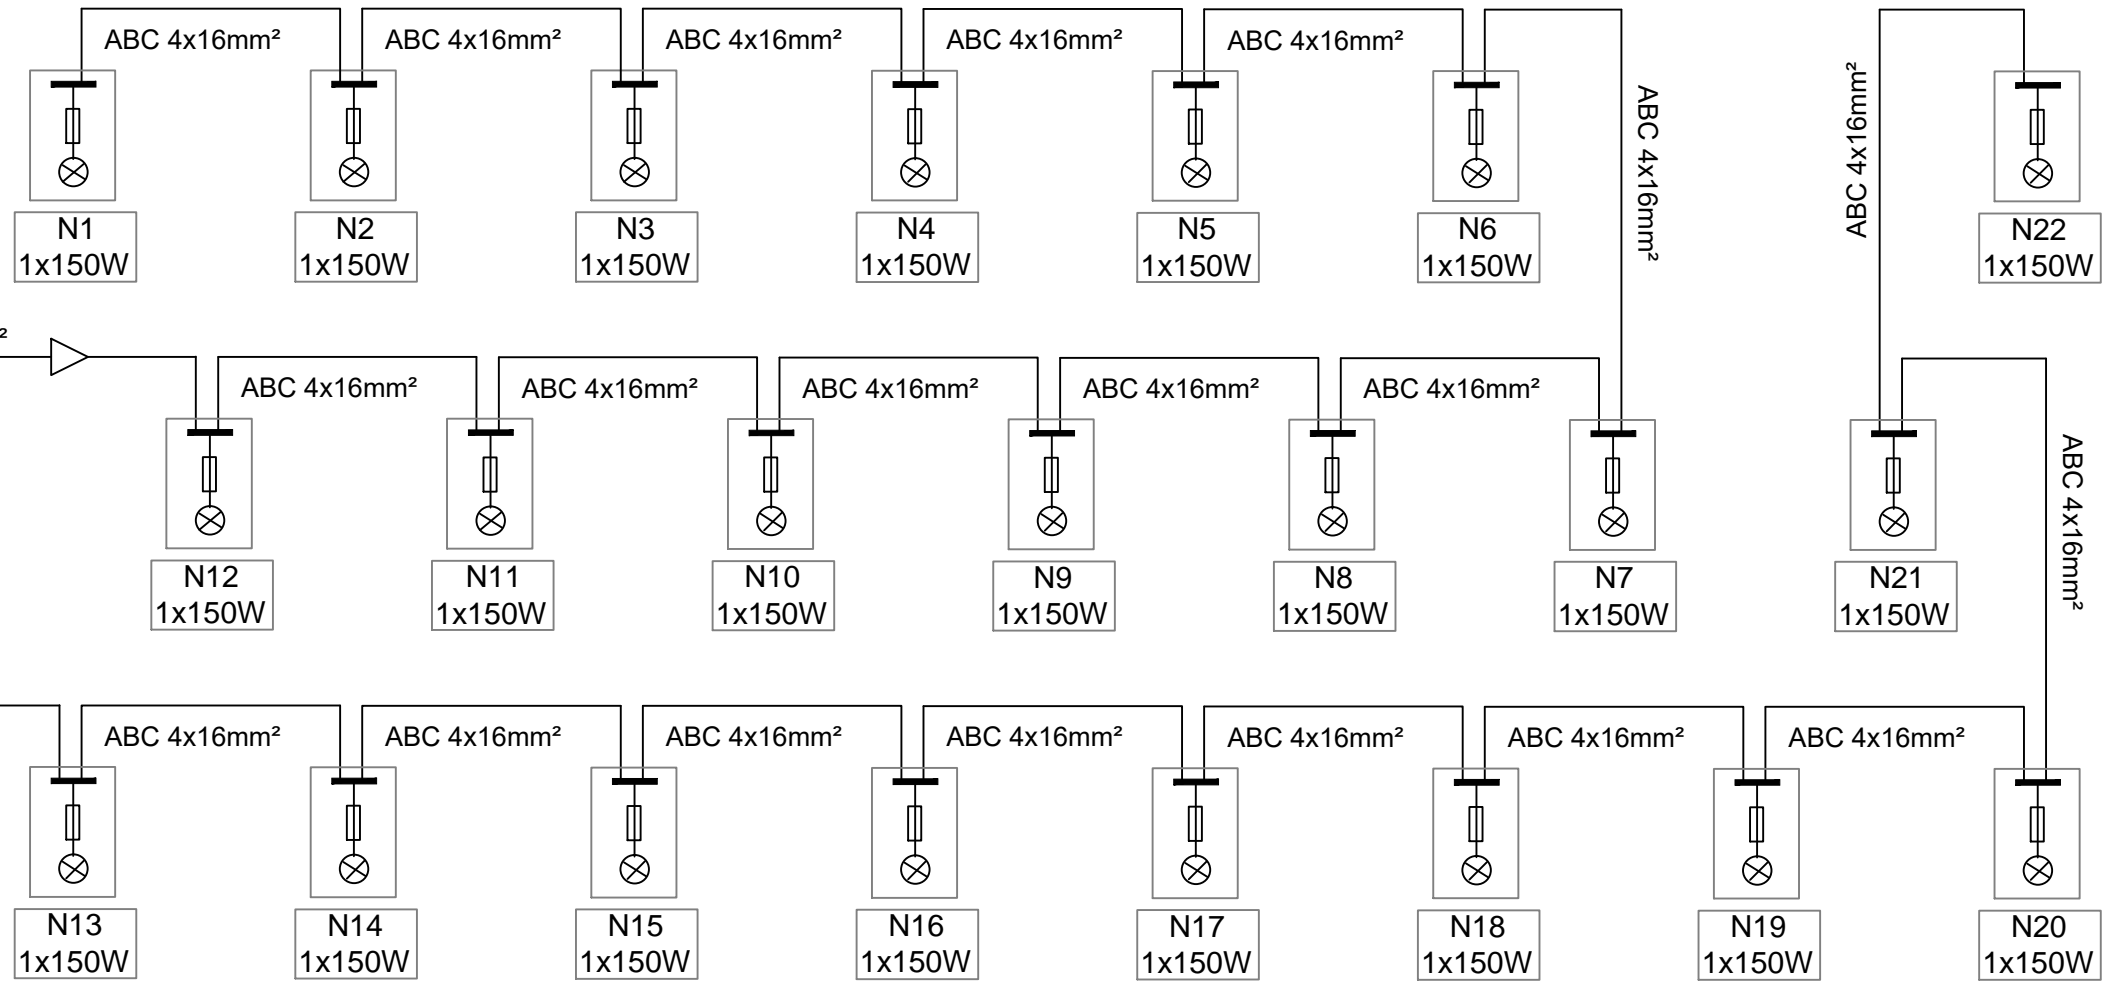 ABC 4x16mm² ABC 4x16mm² ABC 4x16mm² ABC 4x16mm² ABC 4x16mm²
ABC 4x16mm²
ABC 4x16mm²
N1
1x150W
N2
1x150W
N3
1x150W
N4
1x150W
N5
1x150W
N6
1x150W
N22
1x150W
²
ABC 4x16mm² ABC 4x16mm² ABC 4x16mm² ABC 4x16mm² ABC 4x16mm²
ABC 4x16mm²
N12
1x150W
N11
1x150W
N10
1x150W
N9
1x150W
N8
1x150W
N7
1x150W
N21
1x150W
ABC 4x16mm² ABC 4x16mm² ABC 4x16mm² ABC 4x16mm² ABC 4x16mm² ABC 4x16mm² ABC 4x16mm²
N13
1x150W
N14
1x150W
N15
1x150W
N16
1x150W
N17
1x150W
N18
1x150W
N19
1x150W
N20
1x150W